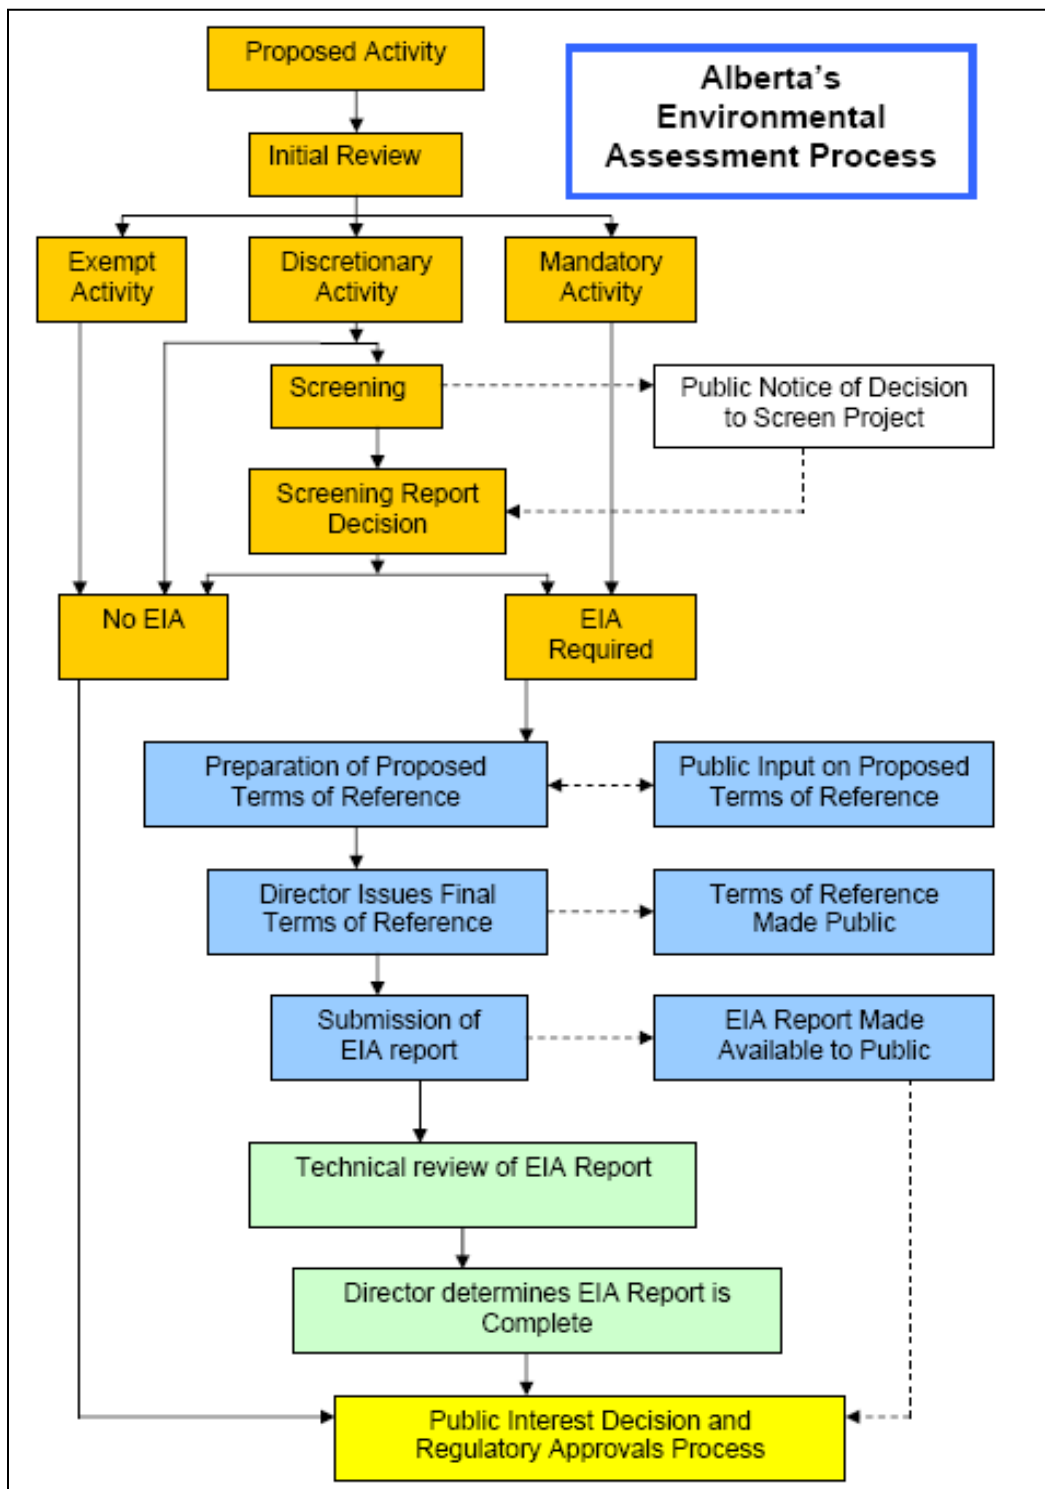 Proposed Activity
Alberta's
Environmental
Assessment Process
Initial Review
Exempt
Activity
Discretionary
Activity
Mandatory
Activity
Screening
Public Notice of Decision
to Screen Project
Screening Report
Decision
No EIA
EIA
Required
Preparation of Proposed
Terms of Reference
Public Input on Proposed
Terms of Reference
Director Issues Final
Terms of Reference
Terms of Reference
Made Public
Submission of
EIA report
EIA Report Made
Available to Public
Technical review of EIA Report
Director determines EIA Report is
Complete
Public Interest Decision and
Regulatory Approvals Process